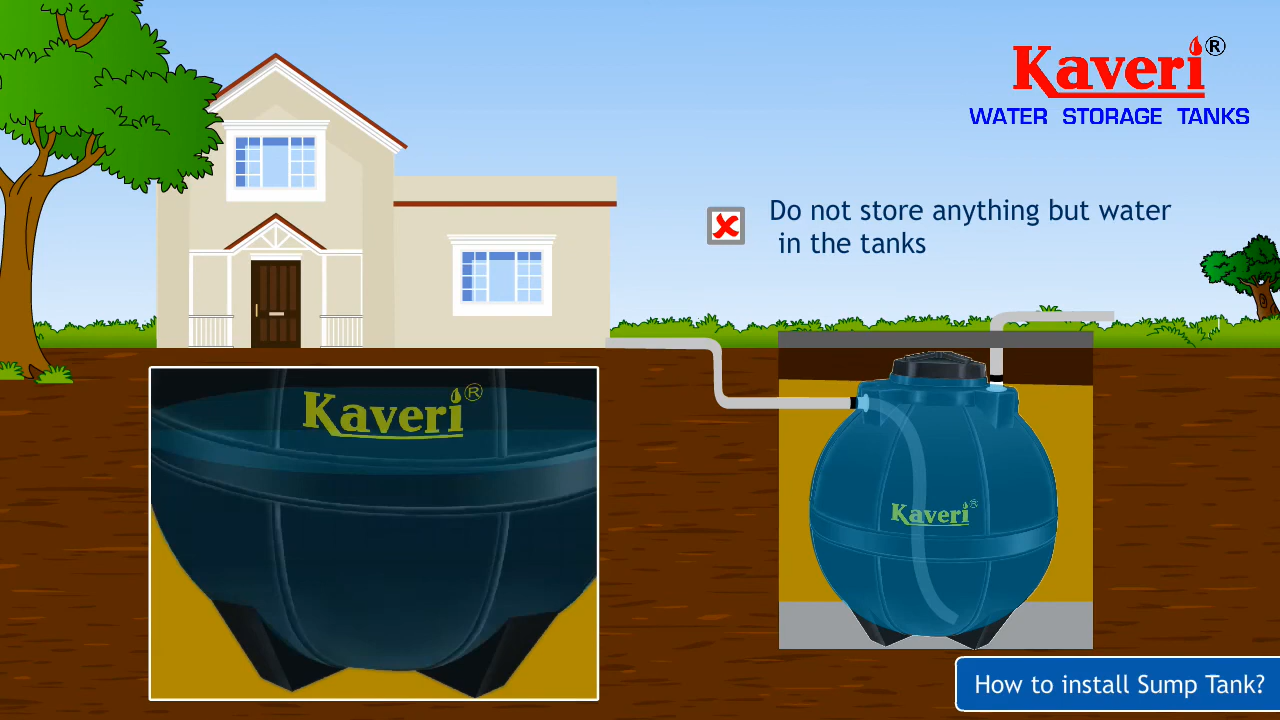 Kaveri®
WATER STORAGE TANKS
Do not store anything but water
in the tanks
Kaveri®
Kaveri®
How to install Sump Tank?